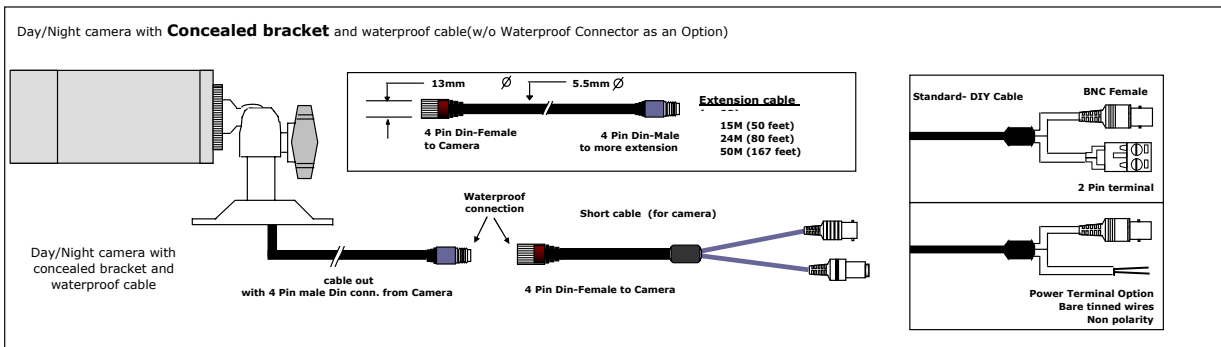 Day/Night camera with Concealed bracket and waterproof cable(w/o Waterproof Connector as an Option)
13mm Ø
5.5mm Ø
4 Pin Din-Female
to Camera
4 Pin Din-Male
to more extension
Extension cable
15M (50 feet)
24M (80 feet)
50M (167 feet)
Standard- DIY Cable
BNC Female
2 Pin terminal
Waterproof
connection
Short cable (for camera)
Day/Night camera with
concealed bracket and
waterproof cable
cable out
with 4 Pin male Din conn. from Camera
4 Pin Din-Female to Camera
Power Terminal Option
Bare tinned wires
Non polarity